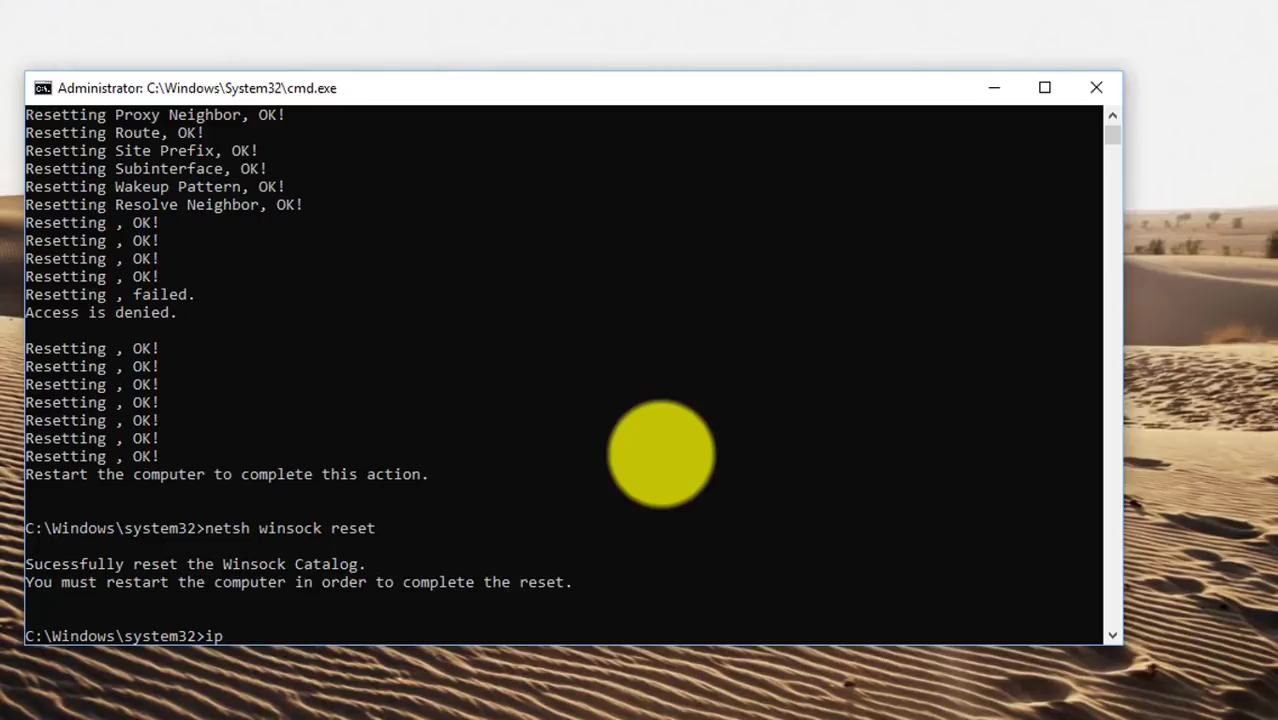 Administrator: C:\Windows\System32\cmd.exe
Resetting Proxy Neighbor, OK!
Resetting Route, OK!
Resetting Site Prefix, OK!
Resetting Subinterface, OK!
Resetting Wakeup Pattern, OK!
Resetting Resolve Neighbor, OK!
Resetting , OK!
Resetting , OK!
Resetting , OK!
Resetting , OK!
Resetting , failed.
Access is denied.
Resetting , OK!
Resetting , OK!
Resetting , OK!
Resetting , OK!
Resetting , OK!
Resetting , OK!
Resetting , OK!
Restart the computer to complete this action.
C:\Windows\system32>netsh winsock reset
Sucessfully reset the Winsock Catalog.
You must restart the computer in order to complete the reset.
C:\Windows\system32>ip